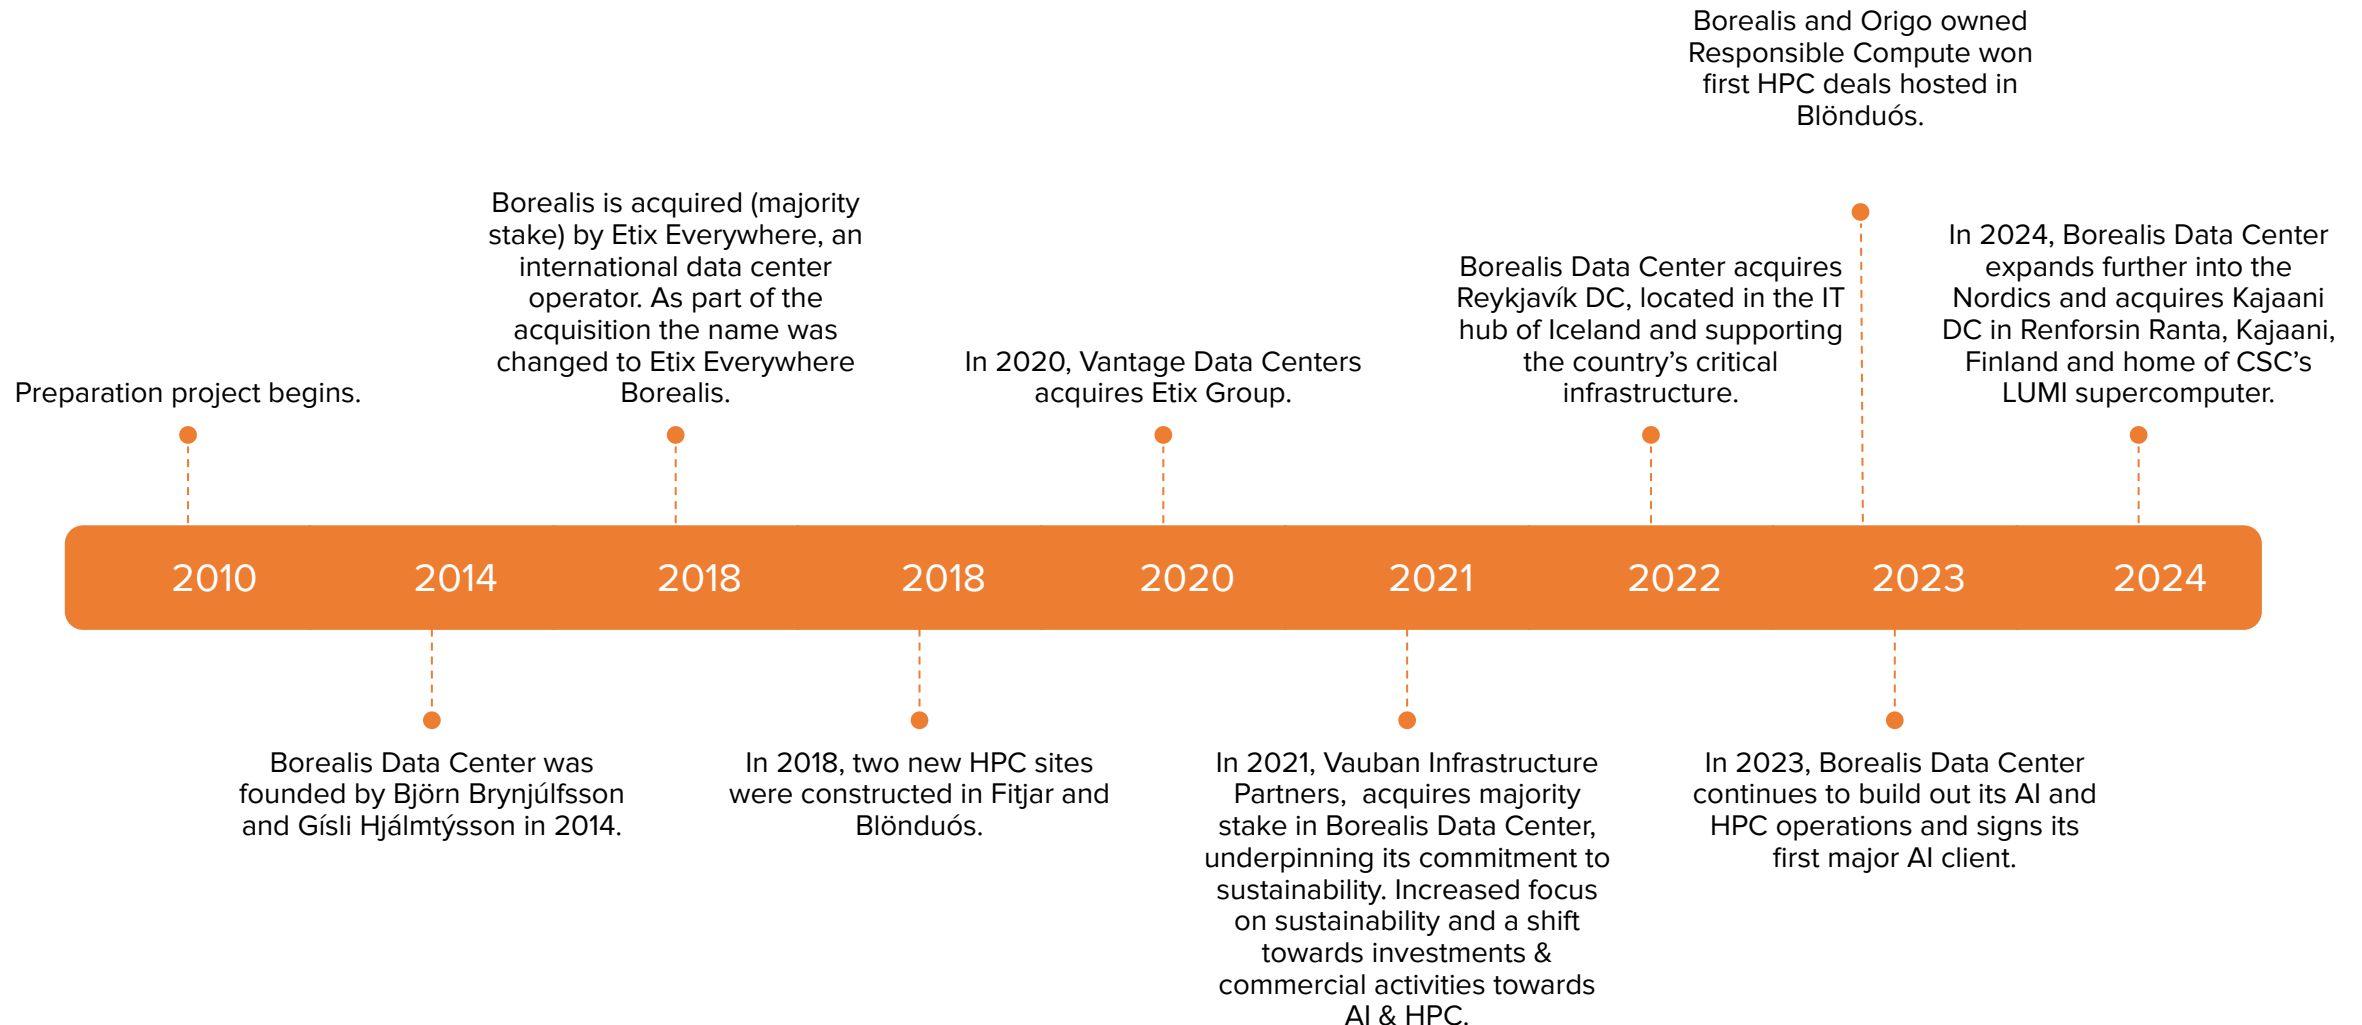 Borealis and Origo owned
Responsible Compute won
first HPC deals hosted in
Blönduós.
Preparation project begins.
Borealis is acquired (majority
stake) by Etix Everywhere, an
international data center
operator. As part of the
acquisition the name was
changed to Etix Everywhere
Borealis.
In 2020, Vantage Data Centers
acquires Etix Group.
Borealis Data Center acquires
Reykjavík DC, located in the IT
hub of Iceland and supporting
the country’s critical
infrastructure.
In 2024, Borealis Data Center
expands further into the
Nordics and acquires Kajaani
DC in Renforsin Ranta, Kajaani,
Finland and home of CSC’s
LUMI supercomputer.
2010 2014 2018 2018 2020 2021 2022 2023 2024
Borealis Data Center was
founded by Björn Brynjúlfsson
and Gísli Hjálmtýsson in 2014.
In 2018, two new HPC sites
were constructed in Fitjar and
Blönduós.
In 2021, Vauban Infrastructure
Partners,  acquires majority
stake in Borealis Data Center,
underpinning its commitment to
sustainability. Increased focus
on sustainability and a shift
towards investments &
commercial activities towards
AI & HPC.
In 2023, Borealis Data Center
continues to build out its AI and
HPC operations and signs its
first major AI client.